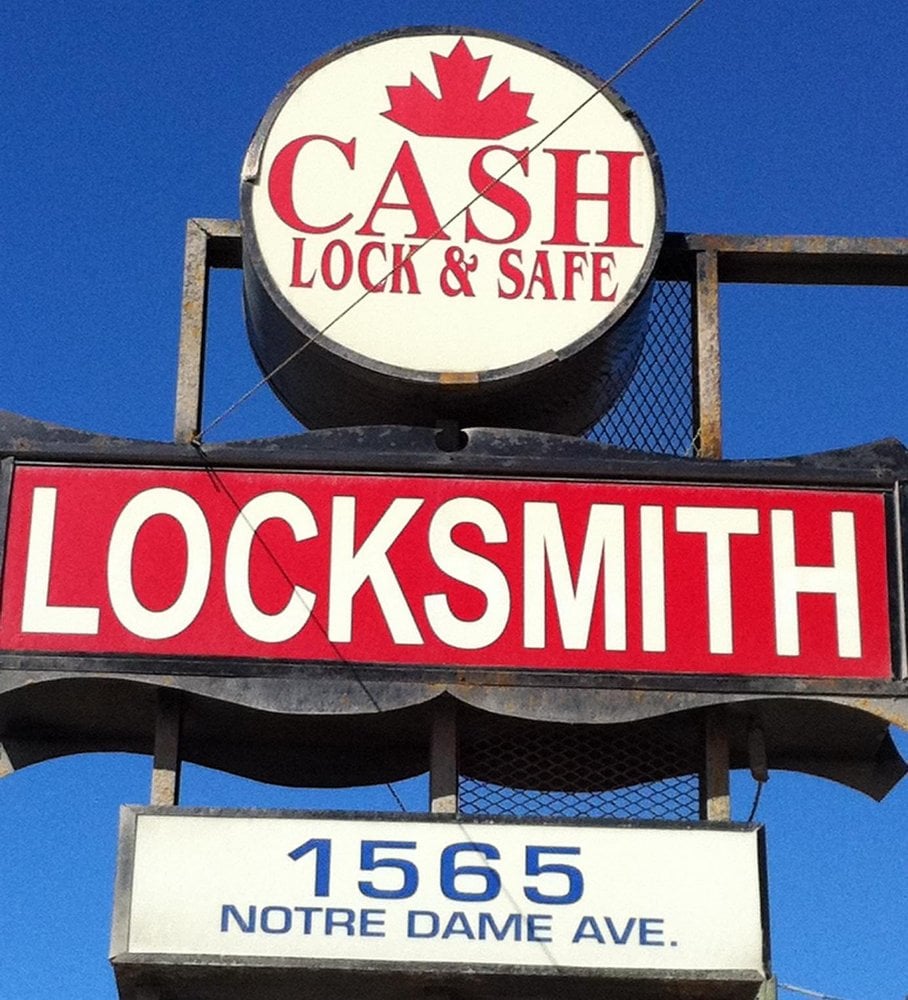 CASH
LOCK & SAFE
LOCKSMITH
1565
NOTRE DAME AVE.